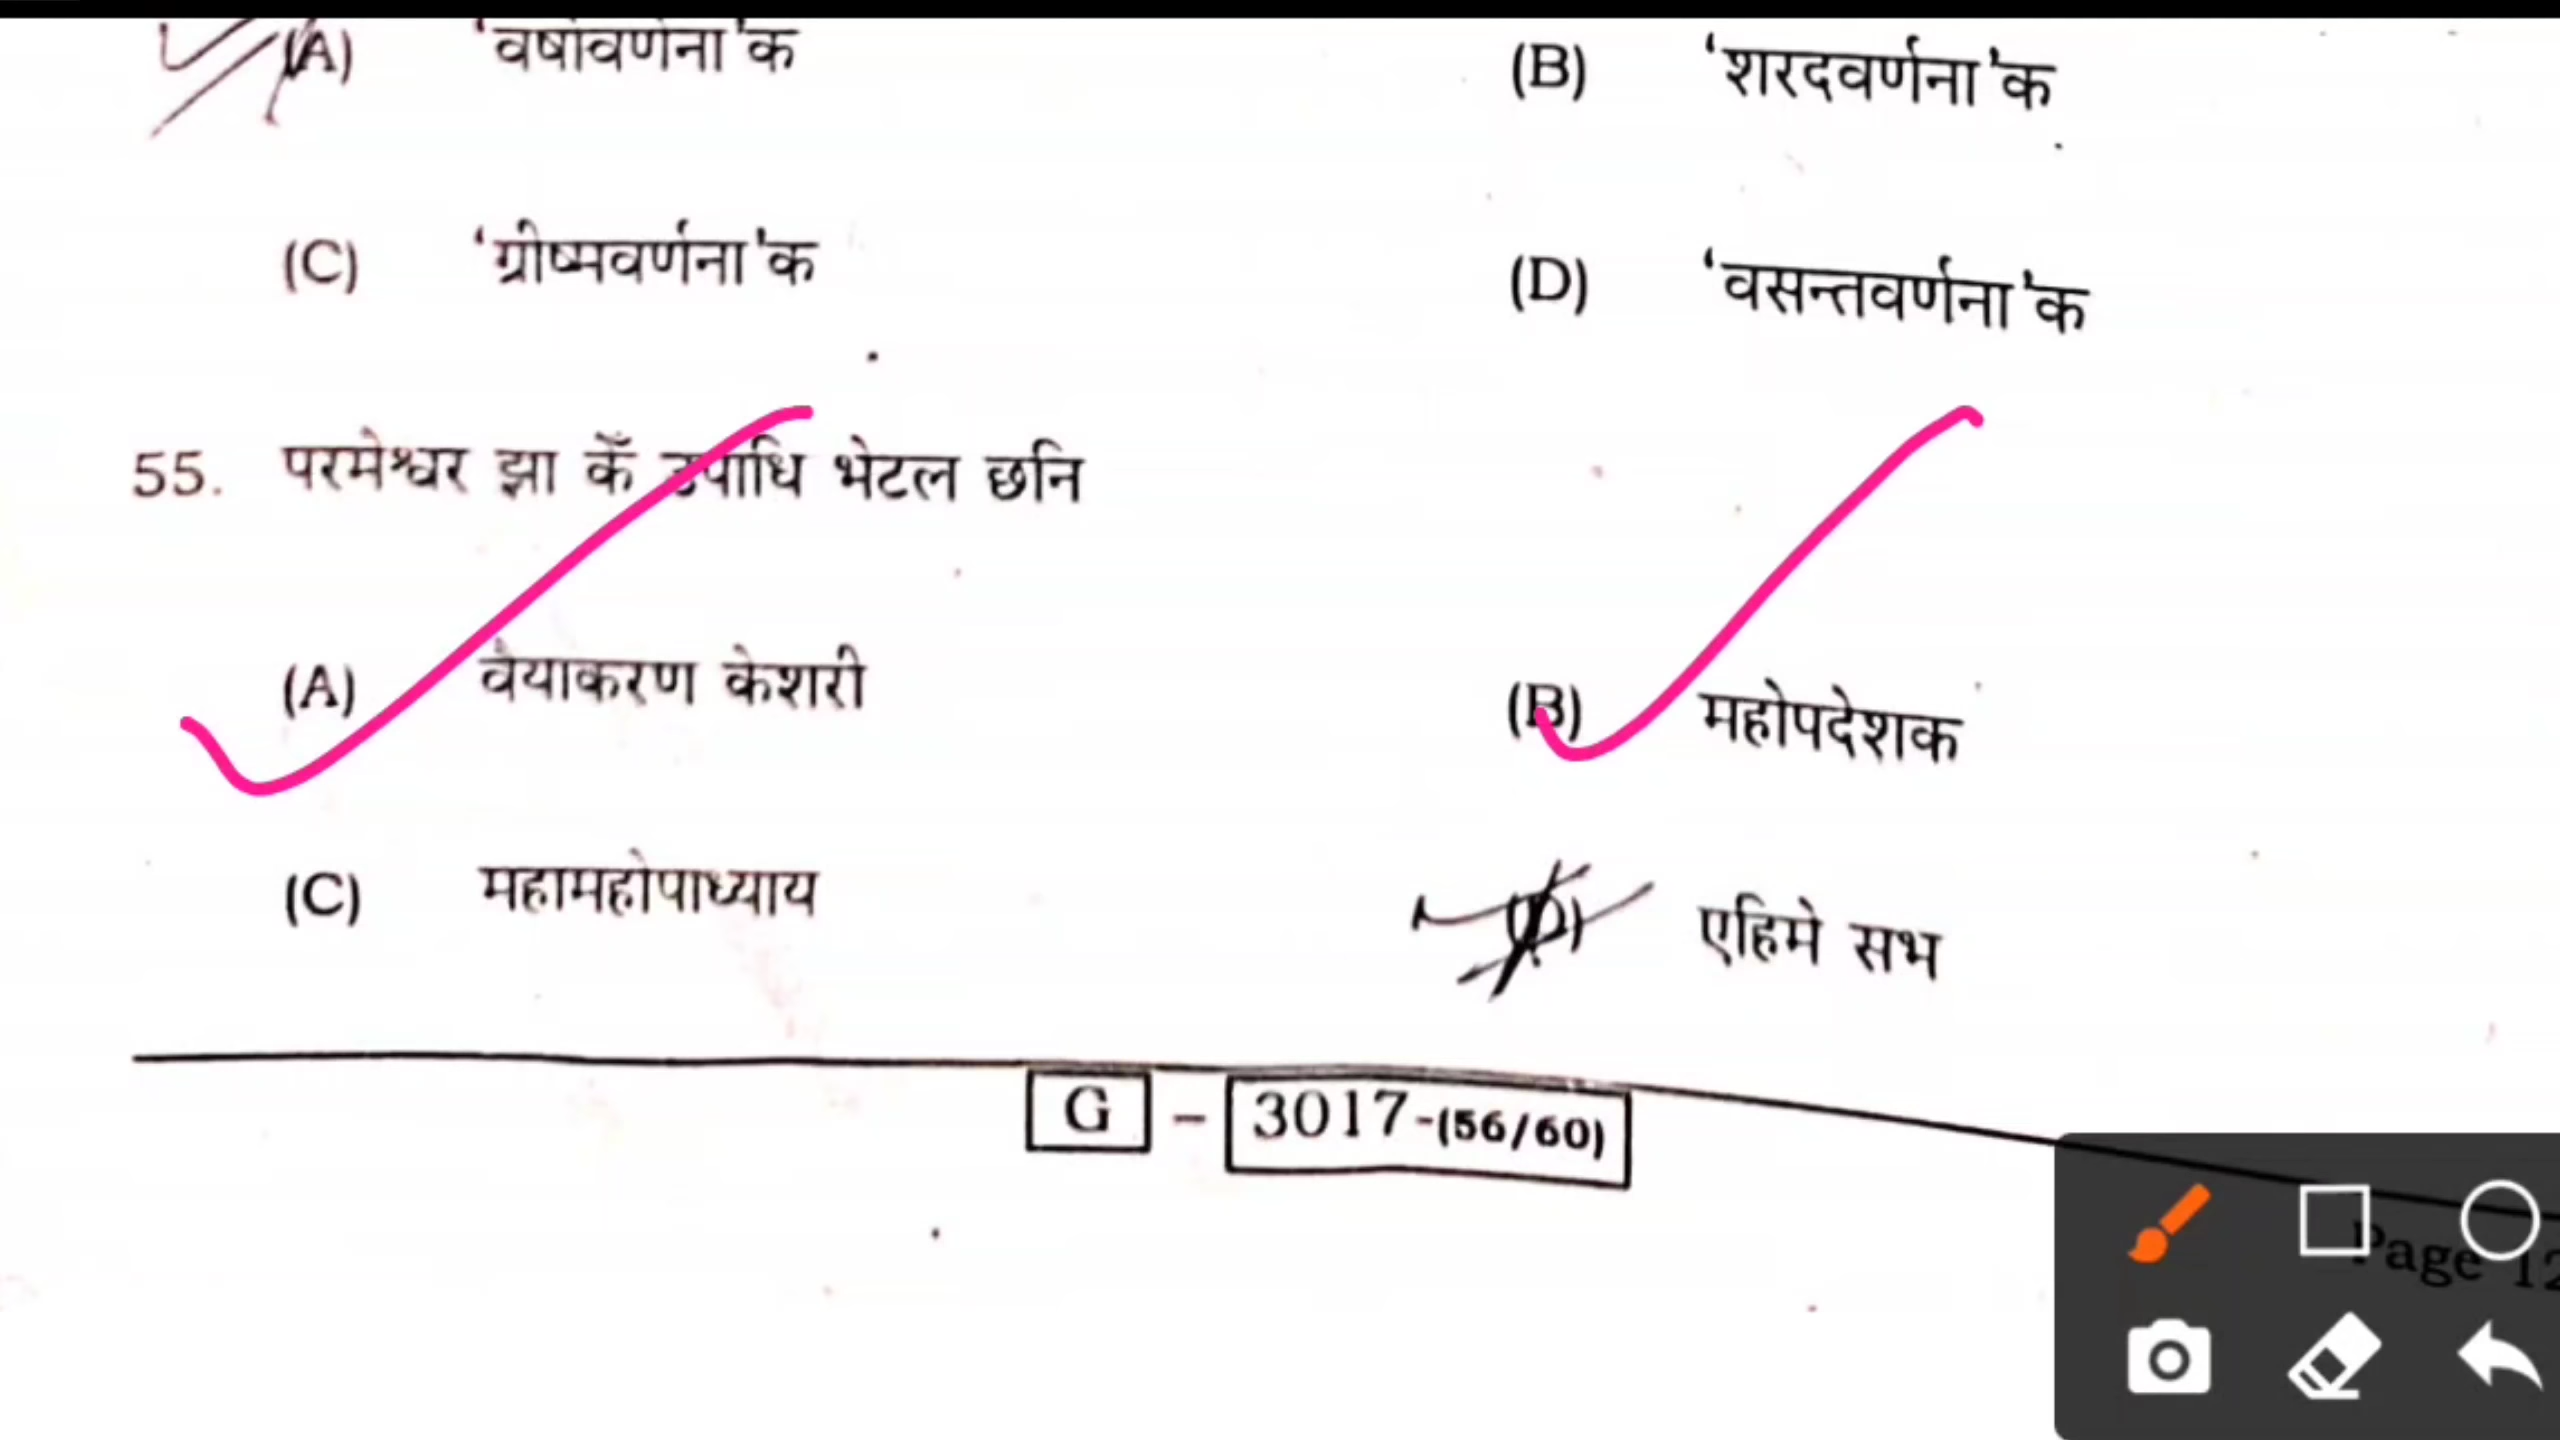 (A) 'वर्षावर्णना'क (B) 'शरदवर्णना'क
(C) 'ग्रीष्मवर्णना'क (D) 'वसन्तवर्णना'क
55. परमेश्वर झा केँ उपाधि भेटल छनि
(A) वैयाकरण केशरी (B) महोपदेशक
(C) महामहोपाध्याय (D) एहिमे सभ
G - 3017-(56/60)
Page 12